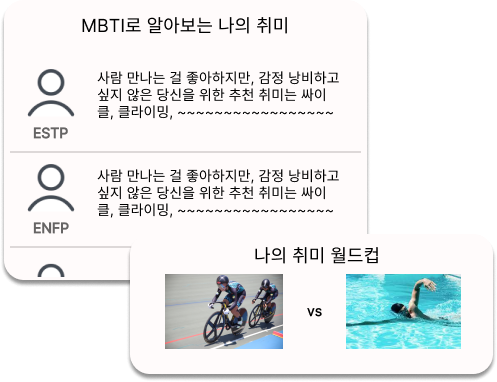 MBTI로 알아보는 나의 취미
사람 만나는 걸 좋아하지만, 감정 낭비하고
싶지 않은 당신을 위한 추천 취미는 싸이
클, 클라이밍, ~~~~~~~~~~~~~~~~~
ESTP
사람 만나는 걸 좋아하지만, 감정 낭비하고
싶지 않은 당신을 위한 추천 취미는 싸이
클, 클라이밍, ~~~~~~~~~~~~~~~~~
ENFP
나의 취미 월드컵
vs